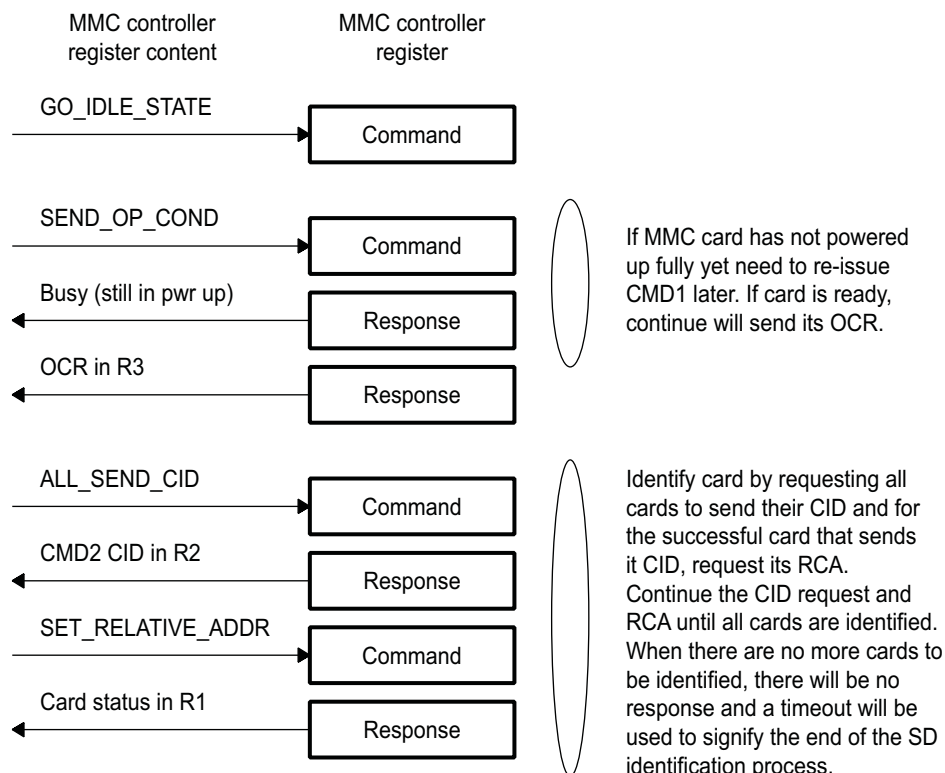 MMC controller
register content
MMC controller
register
GO_IDLE_STATE
Command
SEND_OP_COND
Command
Busy (still in pwr up)
Response
OCR in R3
Response
If MMC card has not powered
up fully yet need to re-issue
CMD1 later. If card is ready,
continue will send its OCR.
ALL_SEND_CID
Command
CMD2 CID in R2
Response
SET_RELATIVE_ADDR
Command
Card status in R1
Response
Identify card by requesting all
cards to send their CID and for
the successful card that sends
it CID, request its RCA.
Continue the CID request and
RCA until all cards are identified.
When there are no more cards to
be identified, there will be no
response and a timeout will be
used to signify the end of the SD
identification process.